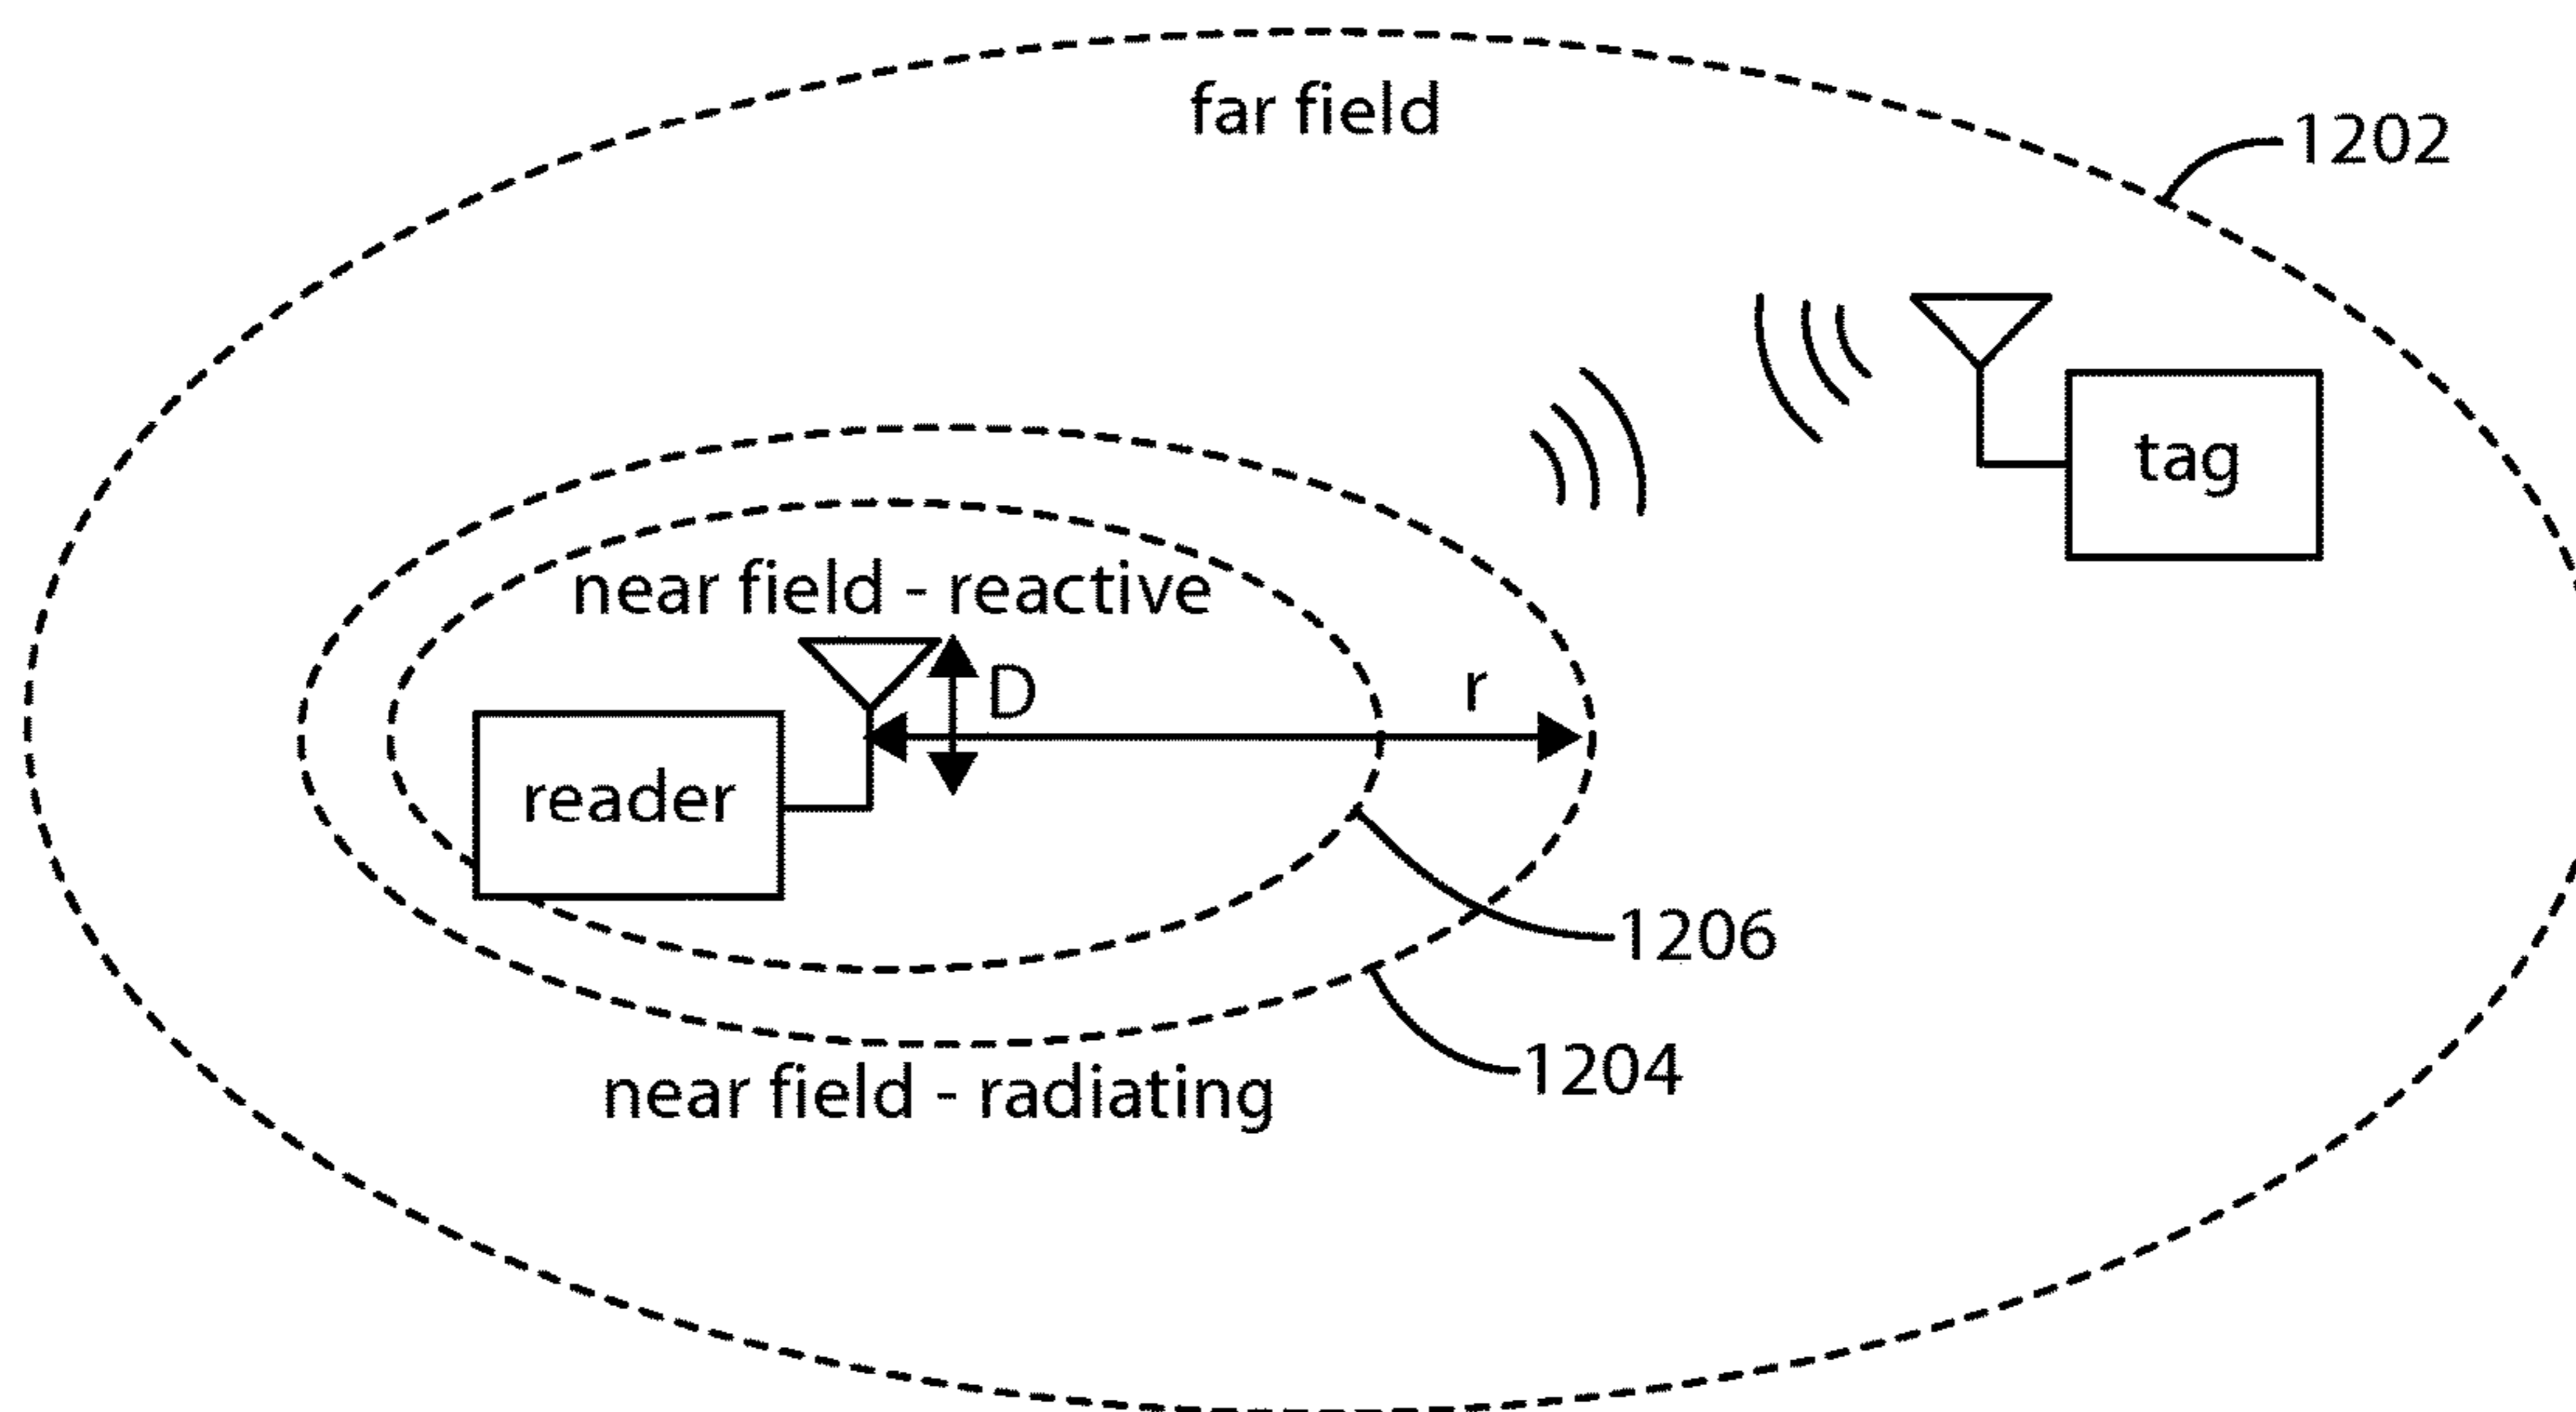 far field
1202
tag
near field - reactive
D
r
reader
1206
1204
near field - radiating